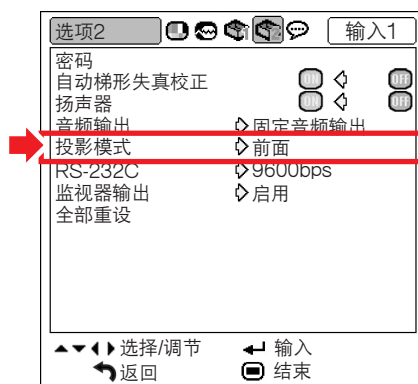 选项2 输入1
密码
自动梯形失真校正 ON OFF
扬声器 ON OFF
音频输出 固定音频输出
投影模式 前面
RS-232C 9600bps
监视器输出 启用
全部重设
选择/调节 输入
返回 结束